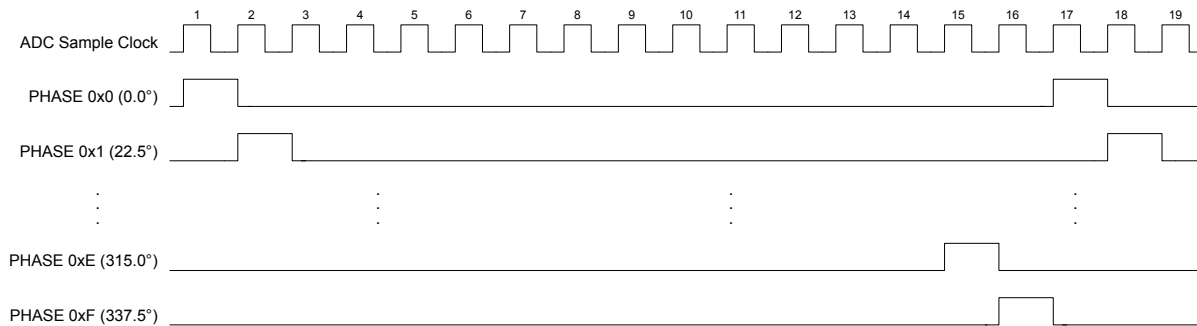 1 2 3 4 5 6 7 8 9 10 11 12 13 14 15 16 17 18 19
ADC Sample Clock
PHASE 0x0 (0.0°)
PHASE 0x1 (22.5°)
PHASE 0xE (315.0°)
PHASE 0xF (337.5°)